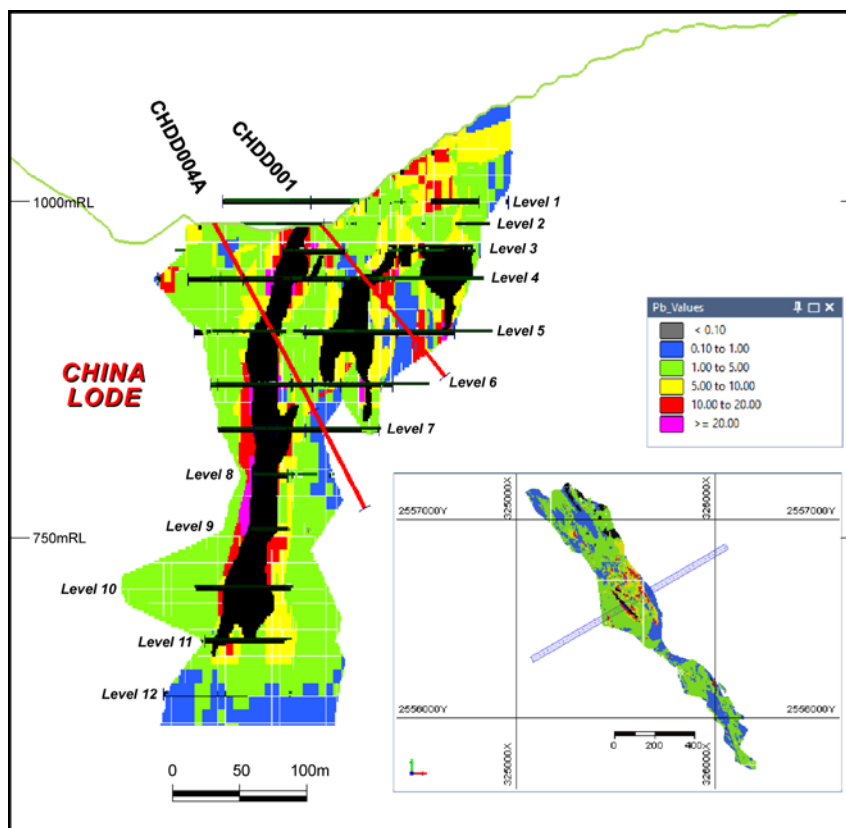 CHDD004A
CHDD001
1000mRL
Level 1
Level 2
Level 3
Level 4
Level 5
CHINA
LODE
Level 6
Level 7
Level 8
Level 9
750mRL
Level 10
Level 11
Level 12
0 50 100m
Pb_Values
< 0.10
0.10 to 1.00
1.00 to 5.00
5.00 to 10.00
10.00 to 20.00
>= 20.00
325000X
326000X
2557000Y
2557000Y
2556000Y
2556000Y
0 200 400
325000X
326000X